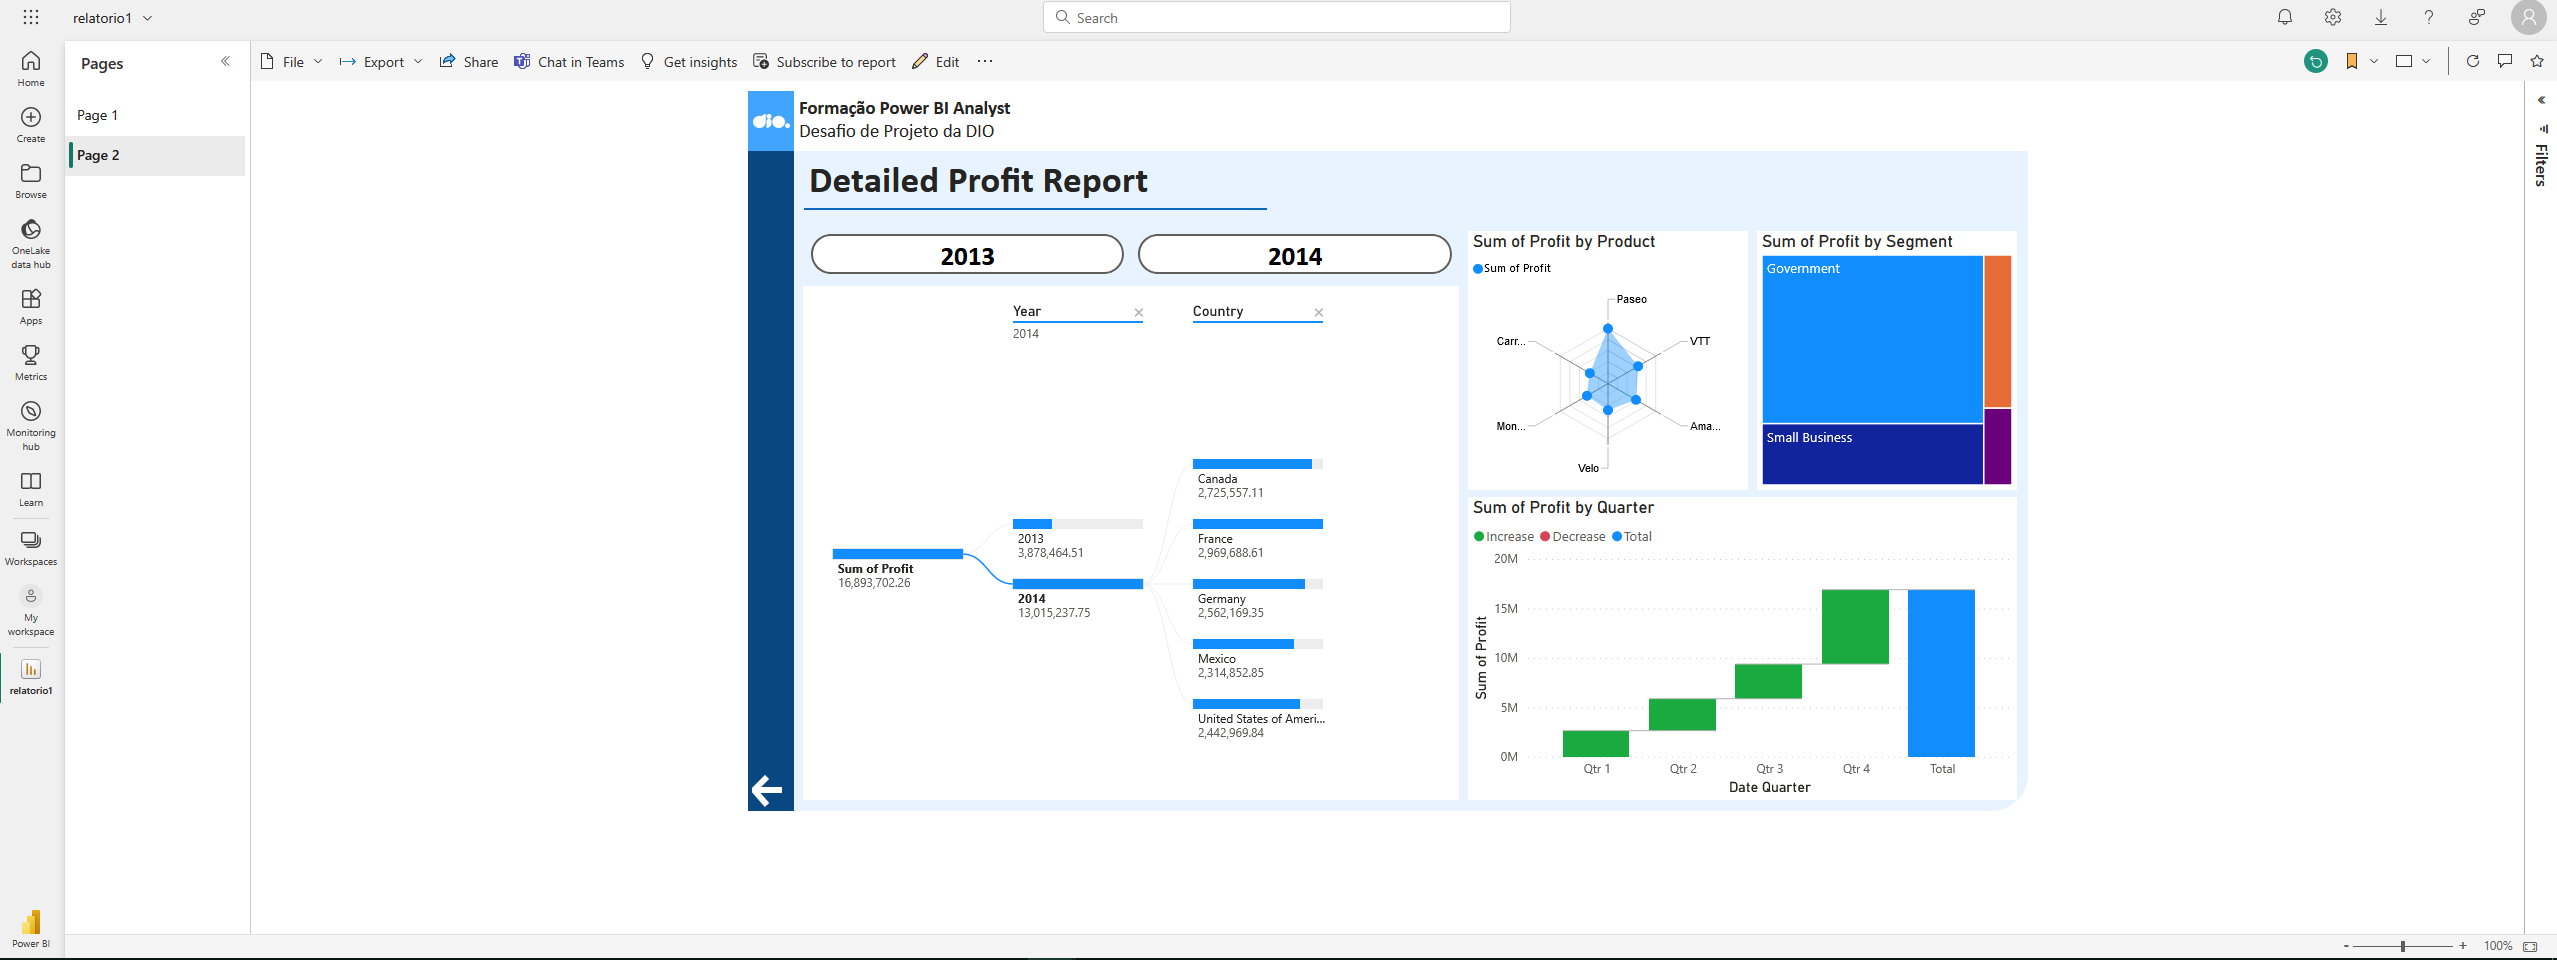 relatorio1
Search
Home
Create
Browse
OneLake
data hub
Apps
Metrics
Monitoring
hub
Learn
Workspaces
My
workspace
relatorio1
Power BI
Pages
Page 1
Page 2
File
Export
Share
Chat in Teams
Get insights
Subscribe to report
Edit
Filters
dio.
Formação Power BI Analyst
Desafio de Projeto da DIO
Detailed Profit Report
2013
2014
Year
2014
Country
Sum of Profit
16,893,702.26
2013
3,878,464.51
2014
13,015,237.75
Canada
2,725,557.11
France
2,969,688.61
Germany
2,562,169.35
Mexico
2,314,852.85
United States of Ameri...
2,442,969.84
Sum of Profit by Product
Sum of Profit
Paseo
VTT
Ama...
Velo
Mon...
Carr...
Sum of Profit by Segment
Government
Small Business
Sum of Profit by Quarter
Increase Decrease Total
Sum of Profit
20M
15M
10M
5M
0M
Qtr 1 Qtr 2 Qtr 3 Qtr 4 Total
Date Quarter
- + 100%